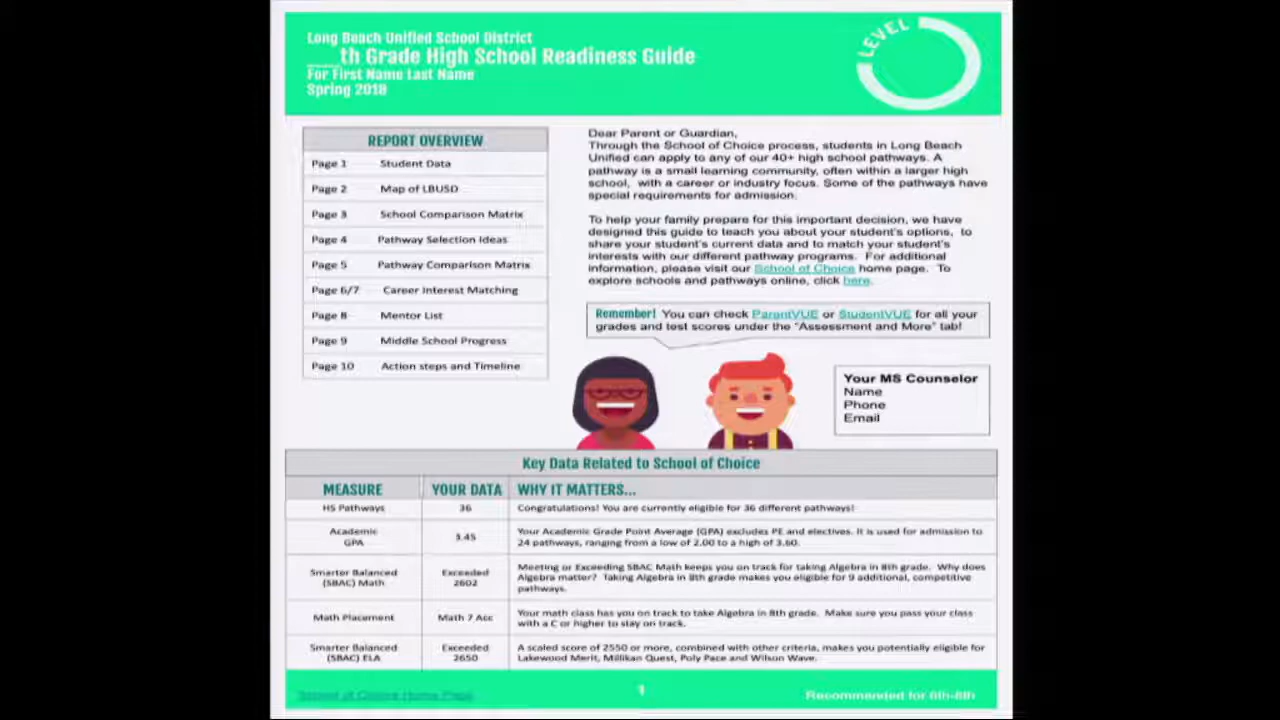 Long Beach Unified School District
___th Grade High School Readiness Guide
For First Name Last Name
Spring 2018
LEVEL
REPORT OVERVIEW
Page 1 Student Data
Page 2 Map of LBUSD
Page 3 School Comparison Matrix
Page 4 Pathway Selection Ideas
Page 5 Pathway Comparison Matrix
Page 6/7 Career Interest Matching
Page 8 Mentor List
Page 9 Middle School Progress
Page 10 Action steps and Timeline
Dear Parent or Guardian,
Through the School of Choice process, students in Long Beach
Unified can apply to any of our 40+ high school pathways. A
pathway is a small learning community, often within a larger high
school, with a career or industry focus. Some of the pathways have
special requirements for admission.
To help your family prepare for this important decision, we have
designed this guide to teach you about your student's options, to
share your student's current data and to match your student's
interests with our different pathway programs. For additional
information, please visit our School of Choice home page. To
explore schools and pathways online, click here.
Remember! You can check ParentVUE or StudentVUE for all your
grades and test scores under the "Assessment and More" tab!
Your MS Counselor
Name
Phone
Email
Key Data Related to School of Choice
MEASURE YOUR DATA WHY IT MATTERS...
HS Pathways 36 Congratulations! You are currently eligible for 36 different pathways!
Academic
GPA
3.45
Your Academic Grade Point Average (GPA) excludes PE and electives. It is used for admission to
24 pathways, ranging from a low of 2.00 to a high of 3.60.
Smarter Balanced
(SBAC) Math
Exceeded
2602
Meeting or Exceeding SBAC Math keeps you on track for taking Algebra in 8th grade. Why does
Algebra matter? Taking Algebra in 8th grade makes you eligible for 9 additional, competitive
pathways.
Math Placement
Math 7 Acc
Your math class has you on track to take Algebra in 8th grade. Make sure you pass your class
with a C or higher to stay on track.
Smarter Balanced
(SBAC) ELA
Exceeded
2650
A scaled score of 2550 or more, combined with other criteria, makes you potentially eligible for
Lakewood Merit, Millikan Quest, Poly Pace and Wilson Wave.
School of Choice Home Page
1
Recommended for 6th-8th